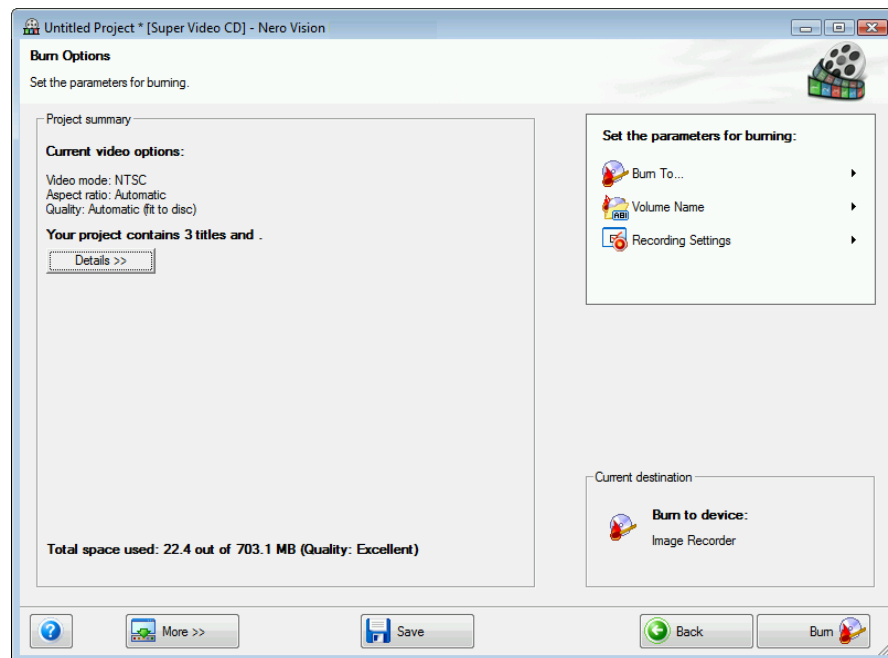 Untitled Project * [Super Video CD] - Nero Vision
Burn Options
Set the parameters for burning.
Project summary
Current video options:
Video mode: NTSC
Aspect ratio: Automatic
Quality: Automatic (fit to disc)
Your project contains 3 titles and .
Details >>
Total space used: 22.4 out of 703.1 MB (Quality: Excellent)
Set the parameters for burning:
Burn To...
Volume Name
ABI
Recording Settings
Current destination
Burn to device:
Image Recorder
?
More >>
Save
Back
Burn